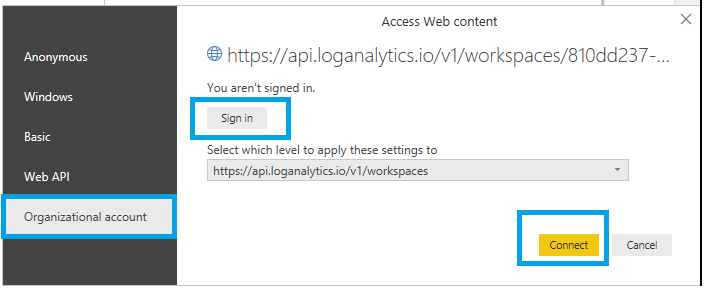 Access Web content
Anonymous
Windows
Basic
Web API
Organizational account
https://api.loganalytics.io/v1/workspaces/810dd237-...
You aren't signed in.
Sign in
Select which level to apply these settings to
https://api.loganalytics.io/v1/workspaces
Connect
Cancel